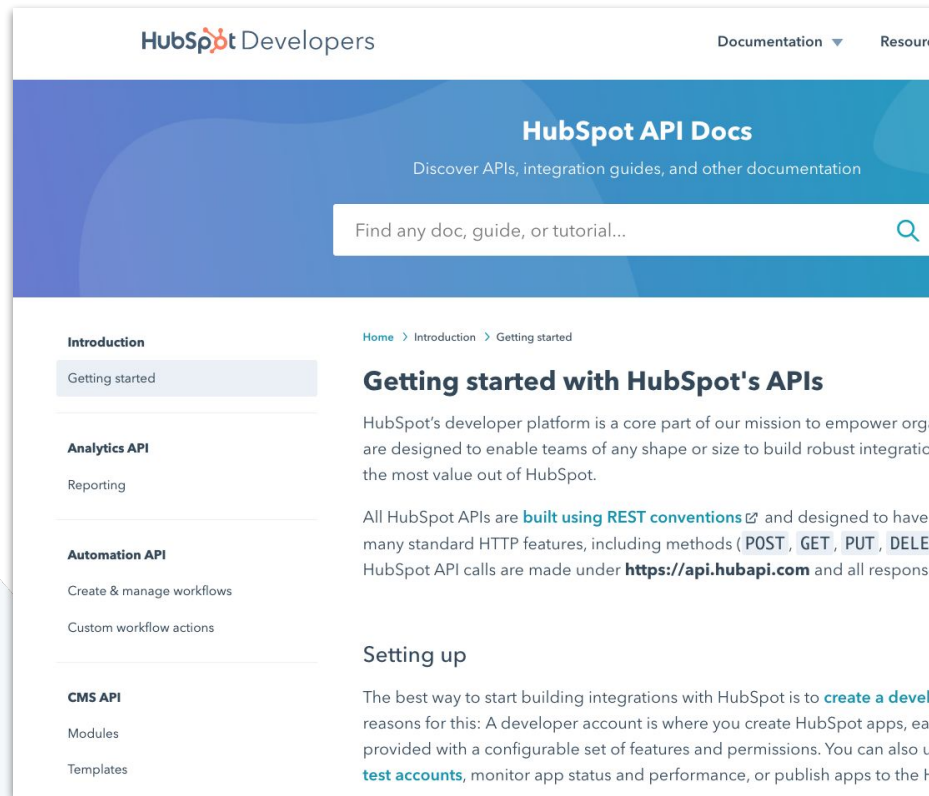 HubSpot Developers
Documentation
HubSpot API Docs
Discover APIs, integration guides, and other documentation
Find any doc, guide, or tutorial...
Introduction
Getting started
Analytics API
Reporting
Automation API
Create & manage workflows
Custom workflow actions
CMS API
Modules
Templates
Home > Introduction > Getting started
Getting started with HubSpot's APIs
HubSpot’s developer platform is a core part of our mission to empower
are designed to enable teams of any shape or size to build robust
the most value out of HubSpot.
All HubSpot APIs are built using REST conventions and designed to have
many standard HTTP features, including methods ( POST , GET , PUT ,
HubSpot API calls are made under https://api.hubapi.com and all
Setting up
The best way to start building integrations with HubSpot is to create a
reasons for this: A developer account is where you create HubSpot apps,
provided with a configurable set of features and permissions. You can also
test accounts, monitor app status and performance, or publish apps to the